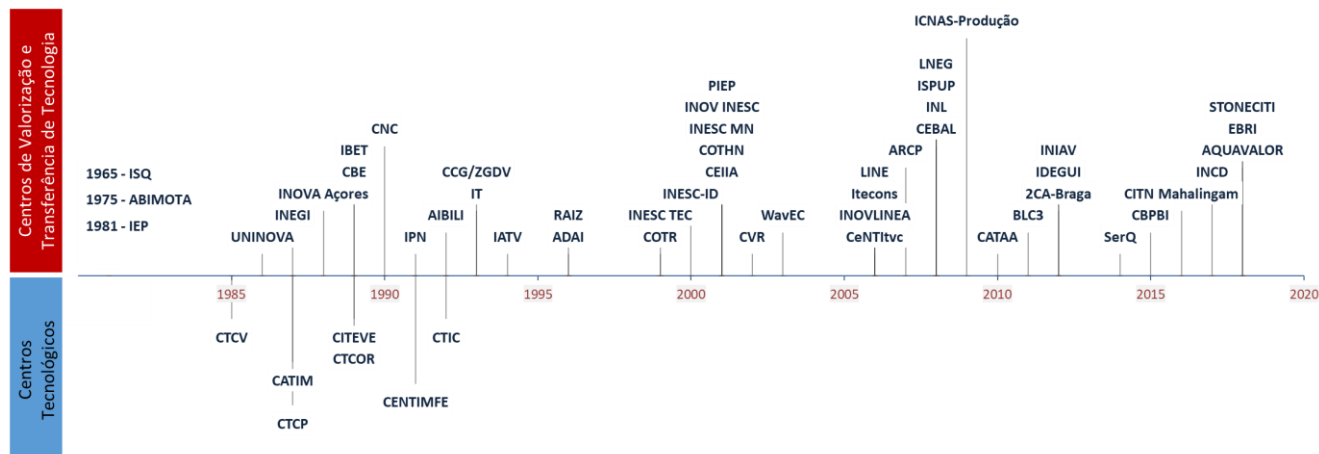 Centros de Valorização e
Transferência de Tecnologia
1965 - ISQ
1975 - ABIMOTA
1981 - IEP
UNINOVA
INEGI
INOVA Açores
IBET
CBE
CNC
IPN
AIBILI
CCG/ZGDV
IT
IATV
RAIZ
ADAI
COTR
INESC TEC
INESC-ID
PIEP
INOV INESC
INESC MN
COTHN
CEIIA
CVR
WavEC
LINE
Itecons
INOVLINEA
CeNTItvc
ARCP
LNEG
ISPUP
INL
CEBAL
ICNAS-Produção
CATAA
BLC3
INIAV
IDEGUI
2CA-Braga
SerQ
CBPBI
CITN Mahalingam
INCD
STONECITI
EBRI
AQUAVALOR
1985
1990
1995
2000
2005
2010
2015
2020
Centros
Tecnológicos
CTCV
CATIM
CTCP
CITEVE
CTCOR
CENTIMFE
CTIC